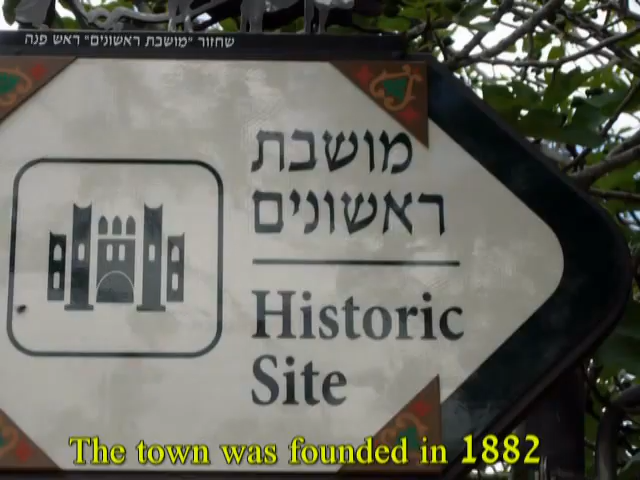 שחזור "מושבת ראשונים" ראש פנה
מושבת
ראשונים
Historic
Site
The town was founded in 1882